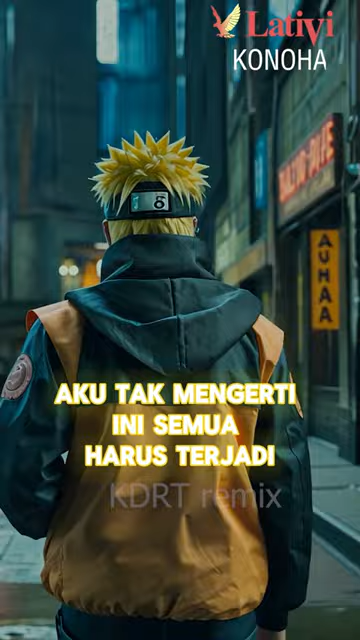 Lativi
KONOHA
AUHAA
AKU TAK MENGERTI
INI SEMUA
HARUS TERJADI
KDRT remix